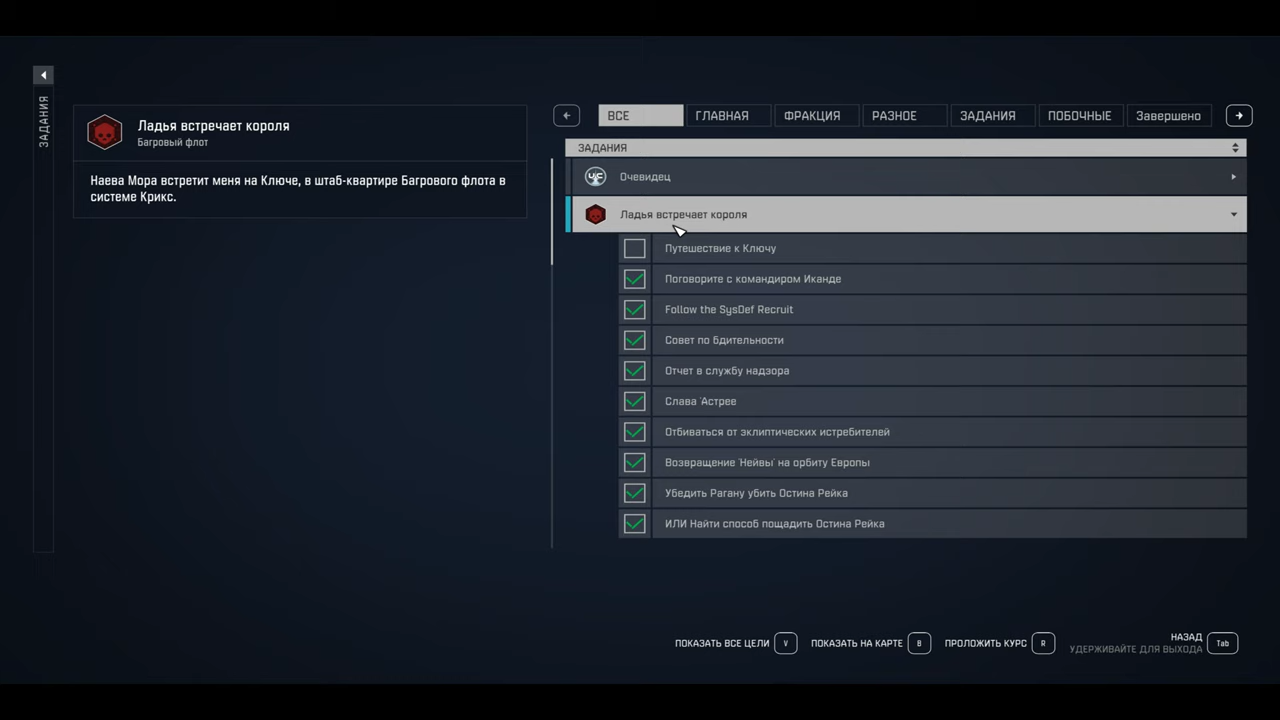 ЗАДАНИЯ
Ладья встречает короля
Багровый флот
Наева Мора встретит меня на Ключе, в штаб-квартире Багрового флота в
системе Крикс.
ВСЕ
ГЛАВНАЯ
ФРАКЦИЯ
РАЗНОЕ
ЗАДАНИЯ
ПОБОЧНЫЕ
Завершено
ЗАДАНИЯ
Очевидец
Ладья встречает короля
Путешествие к Ключу
Поговорите с командиром Иканде
Follow the SysDef Recruit
Совет по бдительности
Отчет в службу надзора
Слава 'Астрее
Отбиваться от эклиптических истребителей
Возвращение 'Нейвы' на орбиту Европы
Убедить Рагану убить Остина Рейка
ИЛИ Найти способ пощадить Остина Рейка
ПОКАЗАТЬ ВСЕ ЦЕЛИ V
ПОКАЗАТЬ НА КАРТЕ B
ПРОЛОЖИТЬ КУРС R
НАЗАД
УДЕРЖИВАЙТЕ ДЛЯ ВЫХОДА
Tab